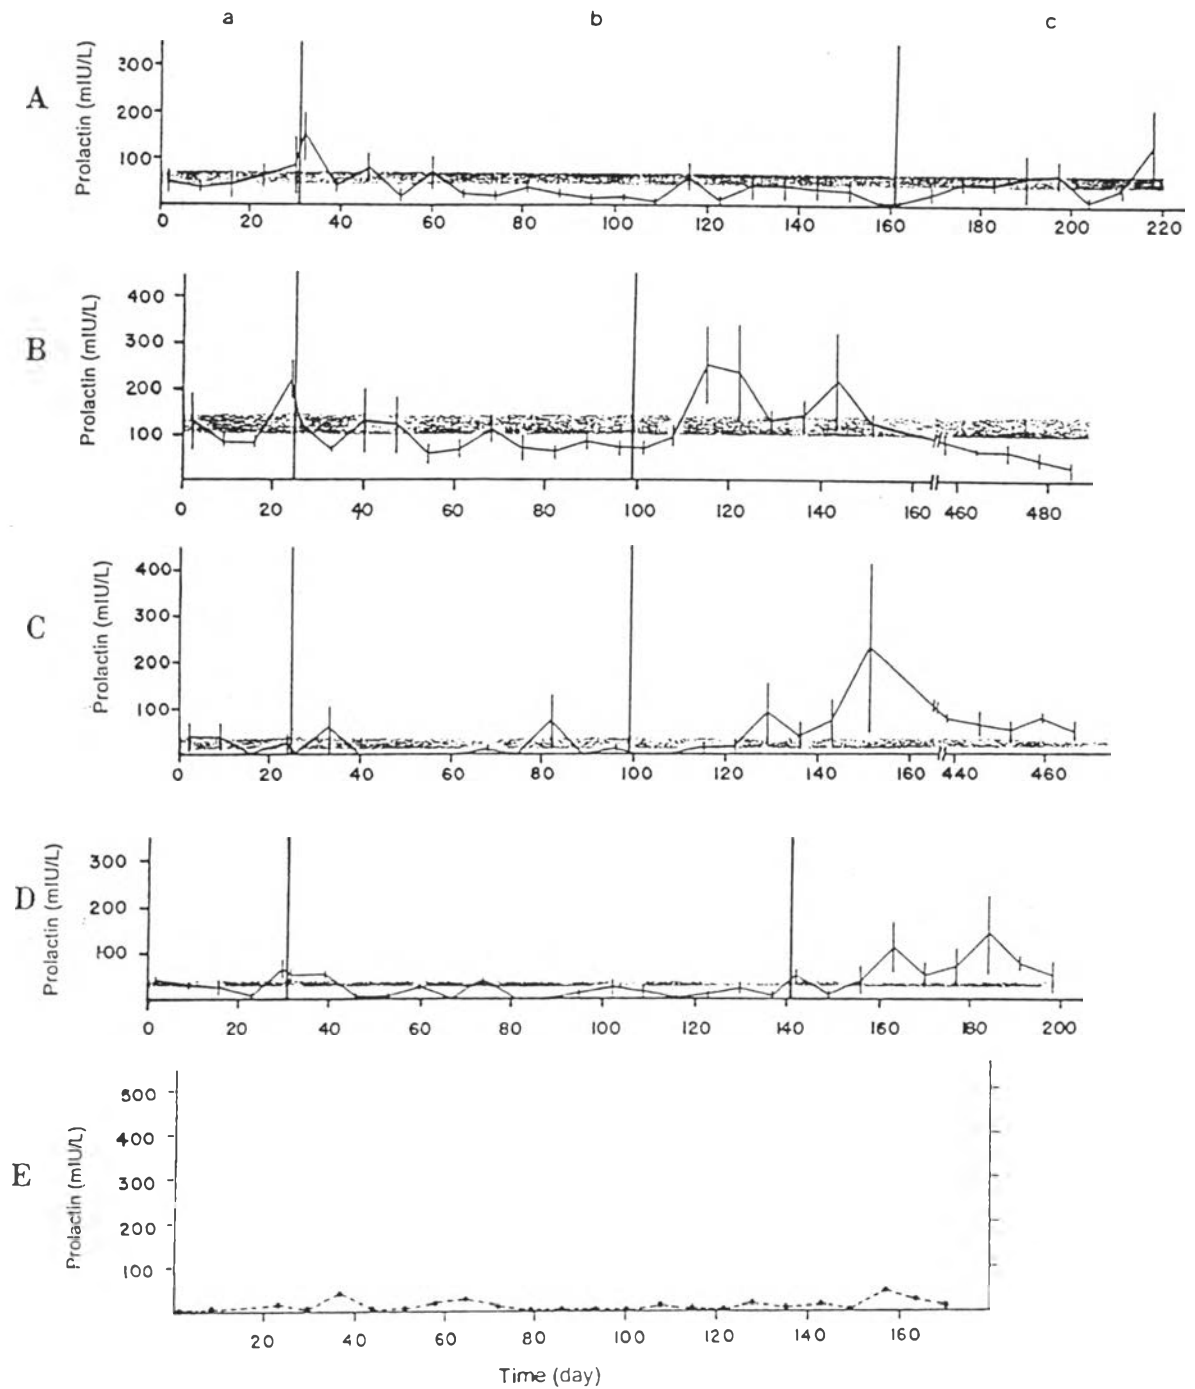 a b c
A
Prolactin (mIU/L)
300
200
100
0 20 40 60 80 100 120 140 160 180 200 220
B
Prolactin (mIU/L)
400
300
200
100
0 20 40 60 80 100 120 140 160 460 480
C
Prolactin (mIU/L)
400
300
200
100
0 20 40 60 80 100 120 140 160 440 460
D
Prolactin (mIU/L)
300
200
100
0 20 40 60 80 100 120 140 160 180 200
E
Prolactin (mIU/L)
500
400
300
200
100
20 40 60 80 100 120 140 160
Time (day)